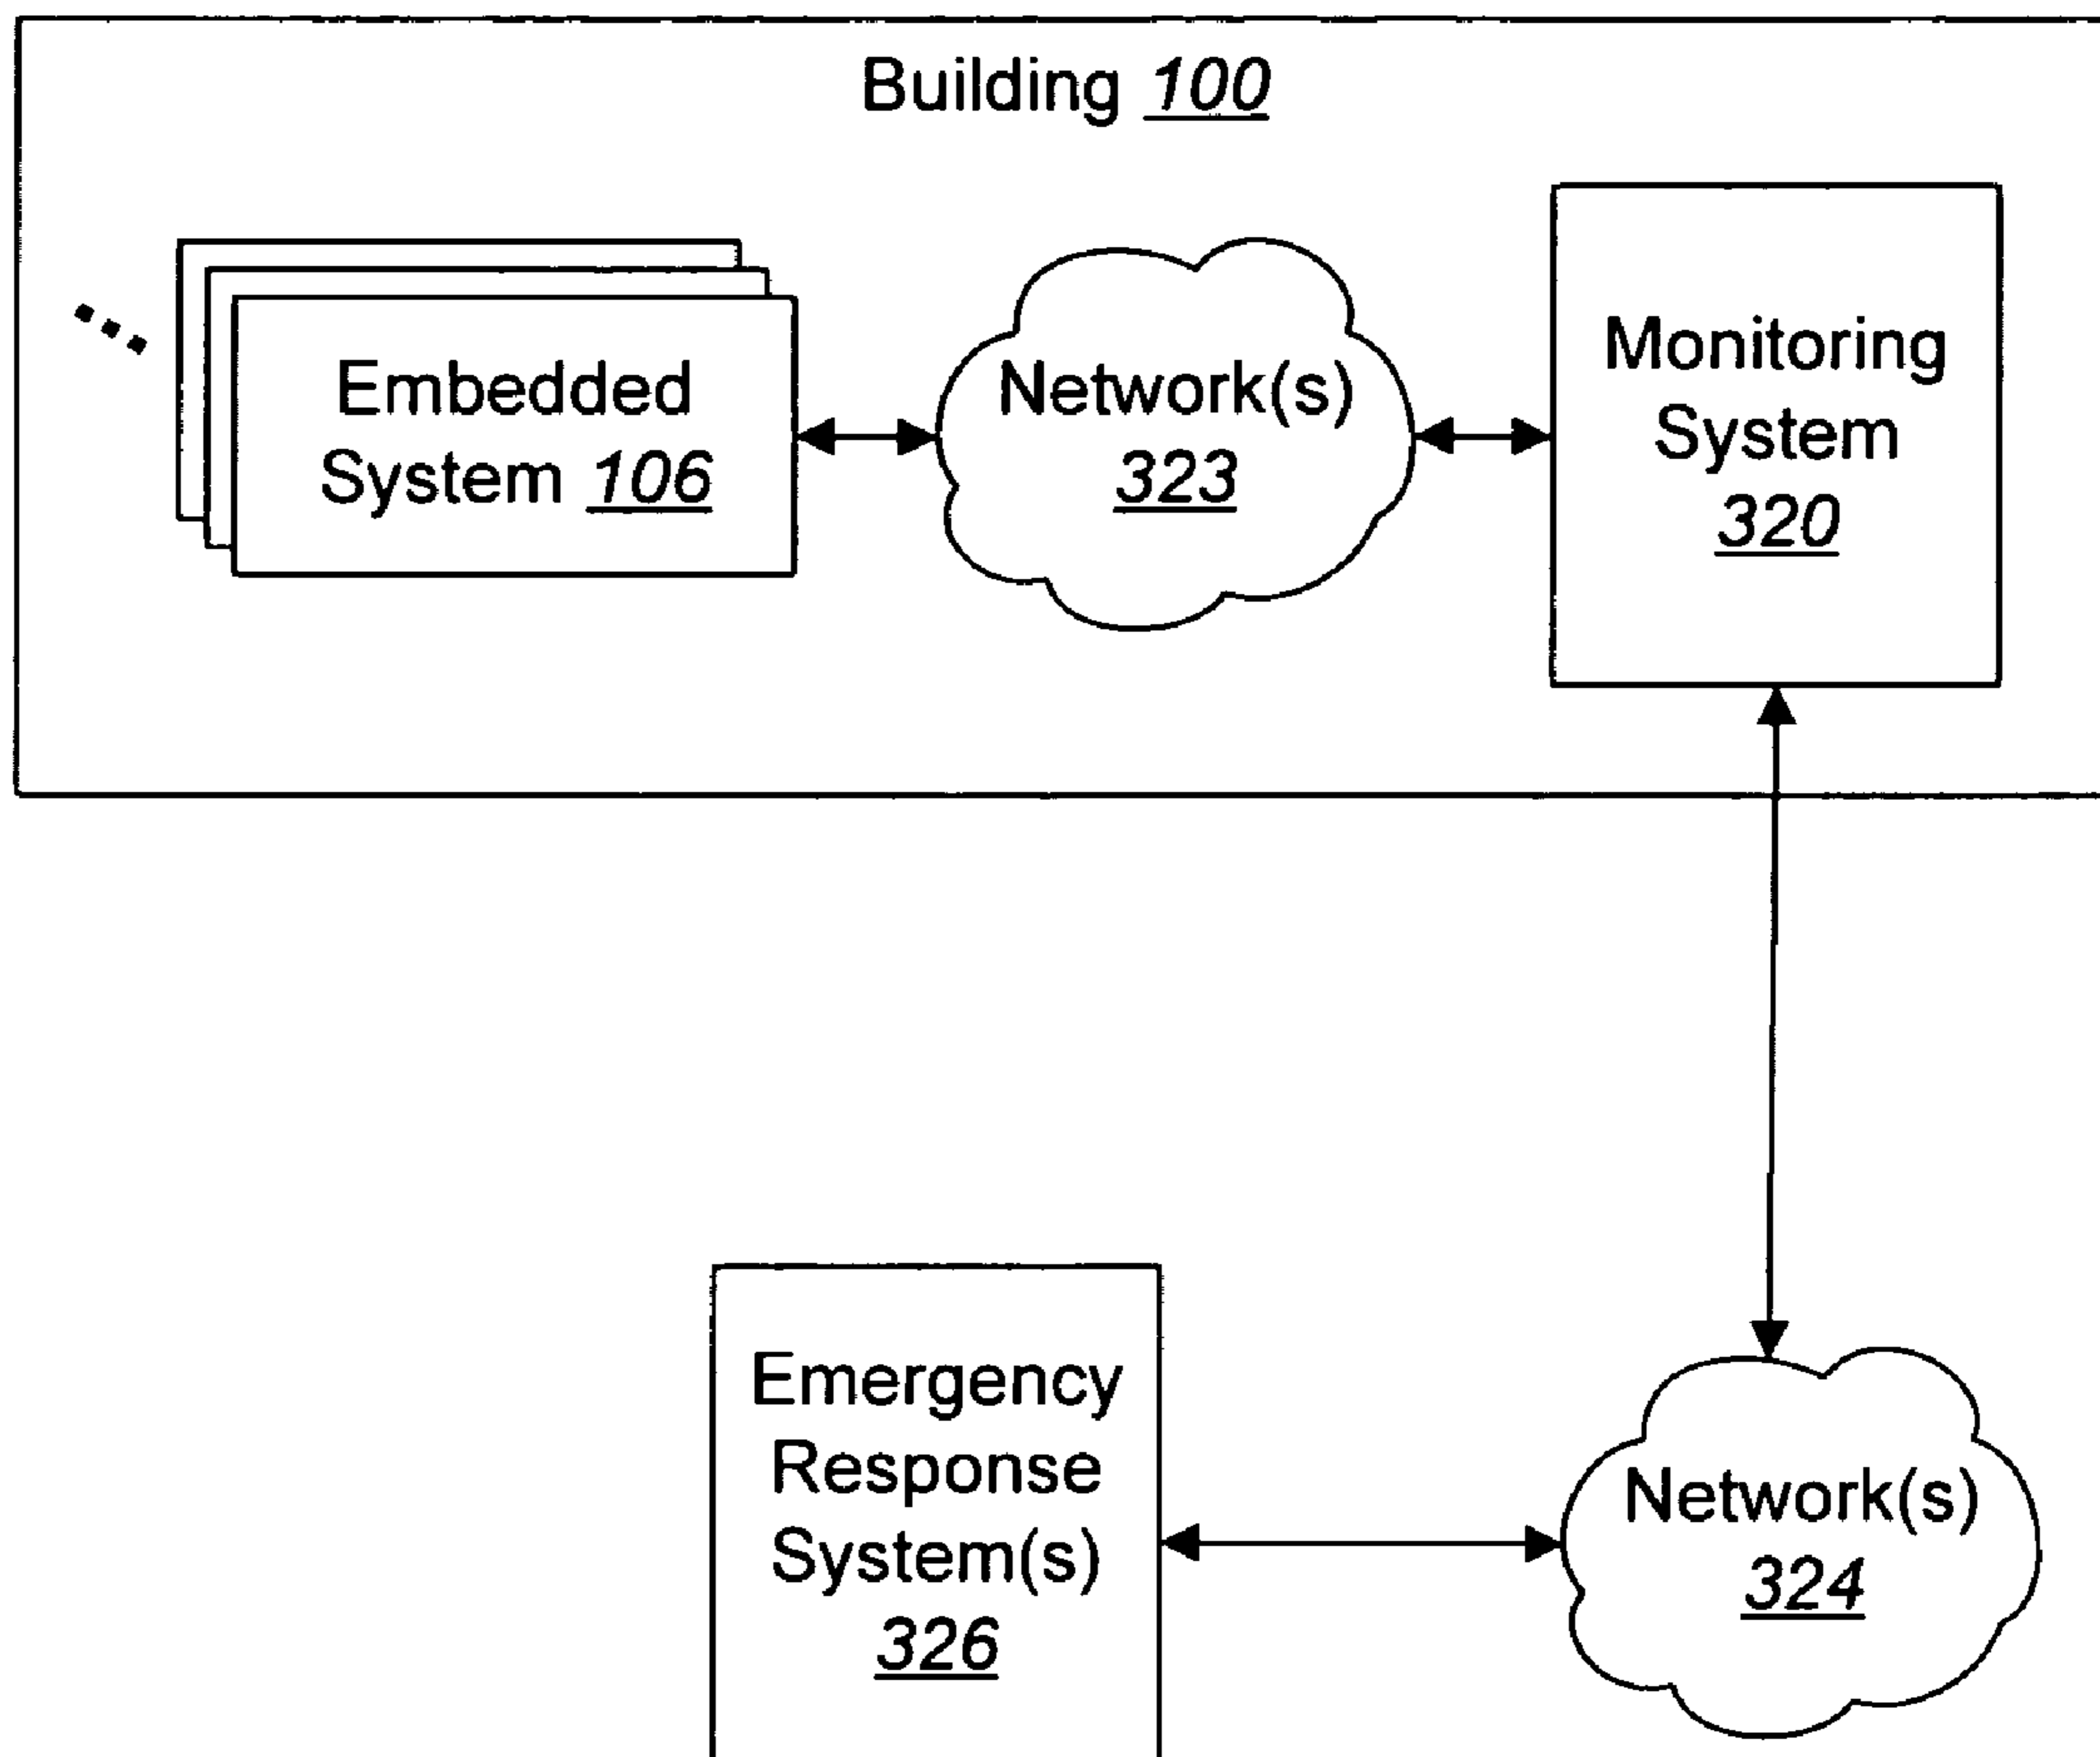 Building 100
Embedded
System 106
Network(s)
323
Monitoring
System
320
Emergency
Response
System(s)
326
Network(s)
324